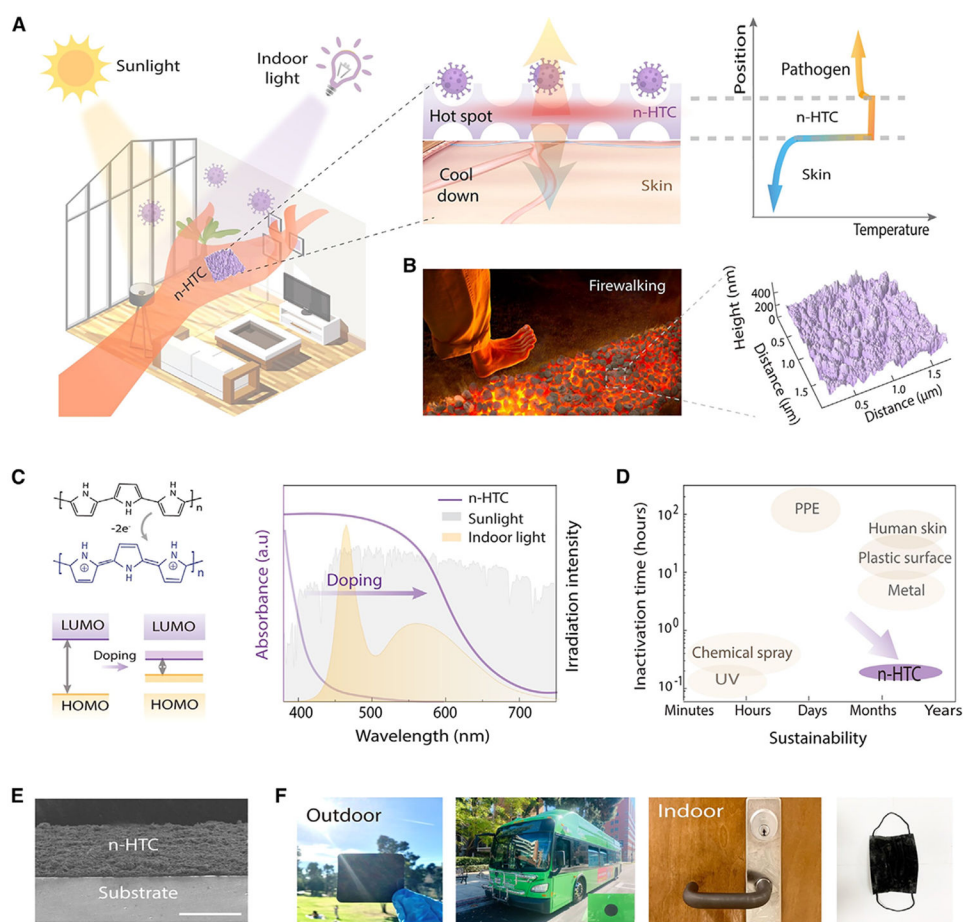 A
Sunlight
Indoor
light
n-HTC
Hot spot
n-HTC
Cool
down
Skin
Position
Pathogen
n-HTC
Skin
Temperature
B
Firewalking
Height (nm)
400
200
0
0.5
1.0
1.5
Distance (μm)
0.5
1.0
1.5
Distance (μm)
C
H
N
N
H
H
N
n
-2e-
H
N
N
H
H
N
n
LUMO
LUMO
Doping
HOMO
HOMO
Absorbance (a.u)
n-HTC
Sunlight
Indoor light
Doping
Irradiation intensity
400
500
600
700
Wavelength (nm)
D
Inactivation time (hours)
10²
10¹
10⁰
10⁻¹
PPE
Human skin
Plastic surface
Metal
Chemical spray
UV
n-HTC
Minutes
Hours
Days
Months
Years
Sustainability
E
n-HTC
Substrate
F
Outdoor
Indoor